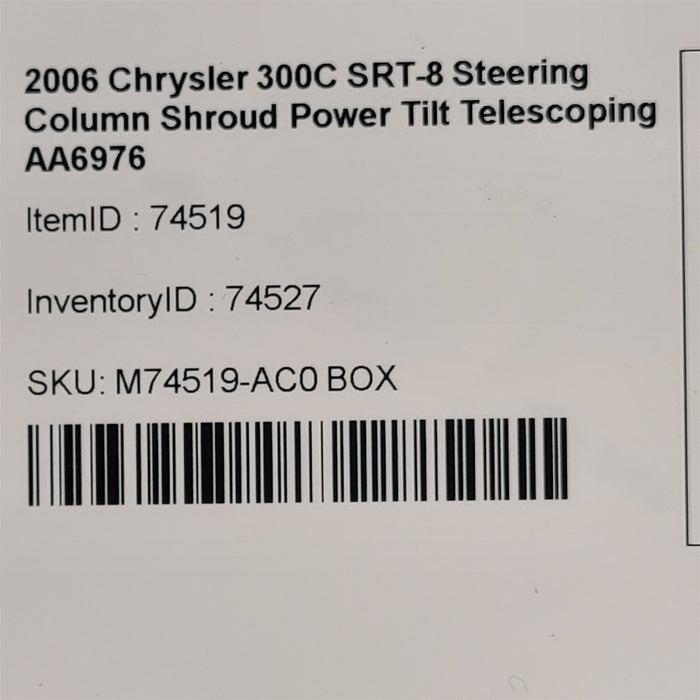 2006 Chrysler 300C SRT-8 Steering
Column Shroud Power Tilt Telescoping
AA6976
ItemID : 74519
InventoryID : 74527
SKU: M74519-AC0 BOX